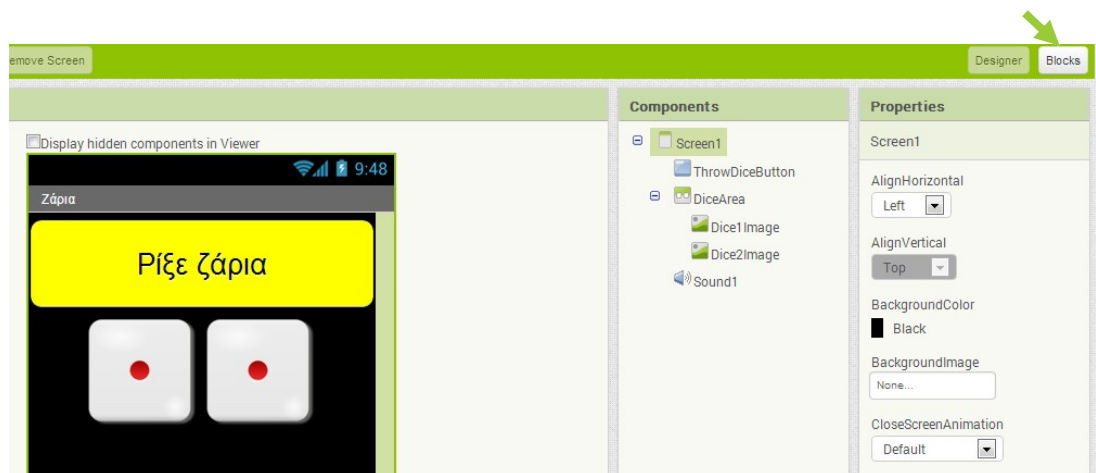 emove Screen
Designer
Blocks
Components
Properties
Display hidden components in Viewer
9:48
Ζάρια
Ρίξε ζάρια
Screen1
ThrowDiceButton
DiceArea
Dice1Image
Dice2Image
Sound1
Screen1
AlignHorizontal
Left
AlignVertical
Top
BackgroundColor
Black
BackgroundImage
None...
CloseScreenAnimation
Default